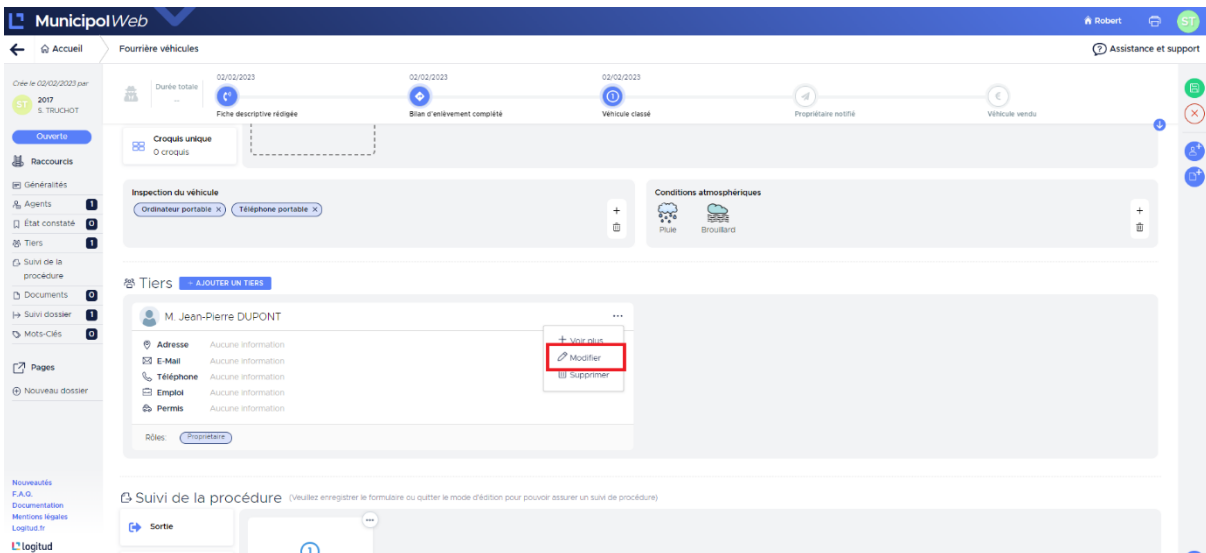 MunicipolWeb
Robert
ST
Accueil
Fourrière véhicules
Assistance et support
Crée le 02/02/2023 par
ST
2017
S. TRUCHOT
Ouverte
Raccourcis
Généralités
Agents 1
État constaté 0
Tiers 1
Suivi de la
procédure
Documents 0
Suivi dossier 1
Mots-Clés 0
Pages
Nouveau dossier
Nouveautés
F.A.Q.
Documentation
Mentions légales
Logitud.fr
logitud
Durée totale
...
02/02/2023
Fiche descriptive rédigée
02/02/2023
Bilan d'enlèvement complété
02/02/2023
Véhicule classé
Propriétaire notifié
Véhicule vendu
Croquis unique
0 croquis
Inspection du véhicule
Ordinateur portable × Téléphone portable ×
Conditions atmosphériques
Pluie Brouillard
Tiers + AJOUTER UN TIERS
M. Jean-Pierre DUPONT
Adresse Aucune information
E-Mail Aucune information
Téléphone Aucune information
Emploi Aucune information
Permis Aucune information
Rôles: Propriétaire
Voir plus
Modifier
Supprimer
Suivi de la procédure (Veuillez enregistrer le formulaire ou quitter le mode d'édition pour pouvoir assurer un suivi de procédure)
Sortie
1